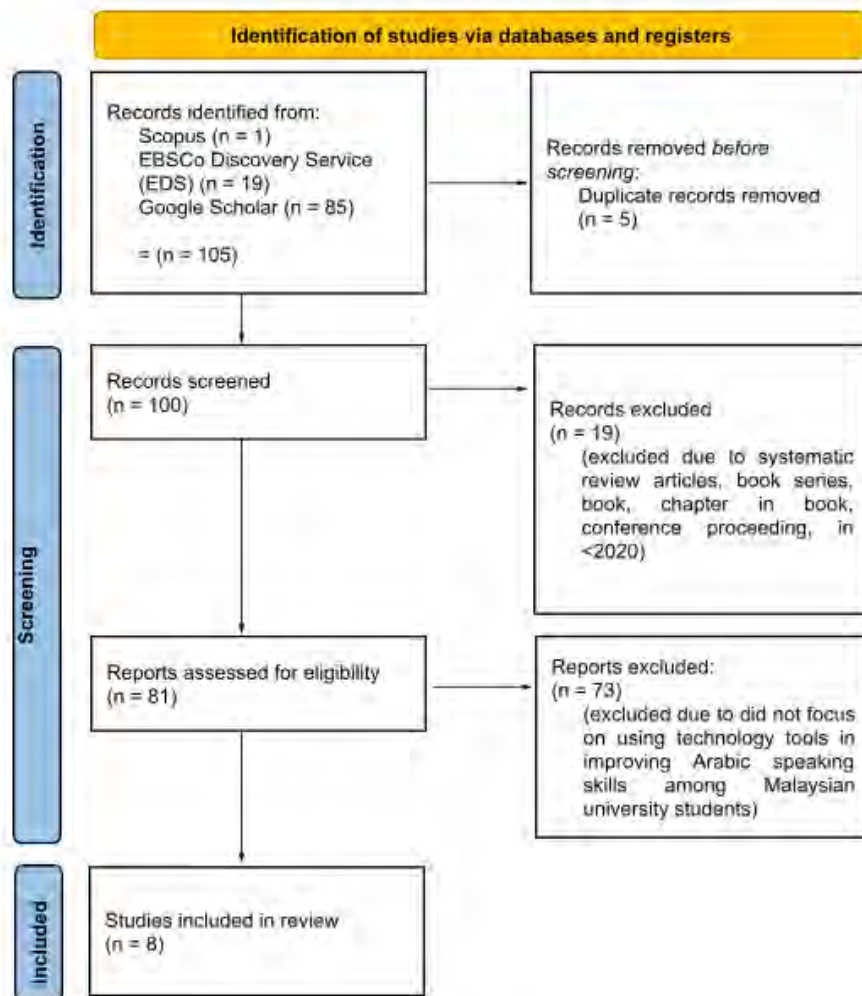 Identification of studies via databases and registers
Identification
Records identified from:
Scopus (n = 1)
EBSCo Discovery Service
(EDS) (n = 19)
Google Scholar (n = 85)
= (n = 105)
Records removed before
screening:
Duplicate records removed
(n = 5)
Screening
Records screened
(n = 100)
Records excluded
(n = 19)
(excluded due to systematic
review articles, book series,
book, chapter in book,
conference proceeding, in
<2020)
Reports assessed for eligibility
(n = 81)
Reports excluded:
(n = 73)
(excluded due to did not focus
on using technology tools in
improving Arabic speaking
skills among Malaysian
university students)
Included
Studies included in review
(n = 8)